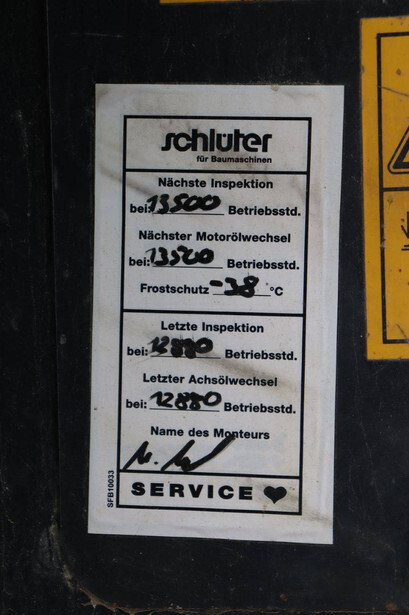 schlüter
für Baumaschinen
Nächste Inspektion
bei: 13500 Betriebsstd.
Nächster Motorölwechsel
bei: 13500 Betriebsstd.
Frostschutz -38 °C
Letzte Inspektion
bei: 12880 Betriebsstd.
Letzter Achsölwechsel
bei: 12880 Betriebsstd.
Name des Monteurs
SERVICE ♥
SFB10033